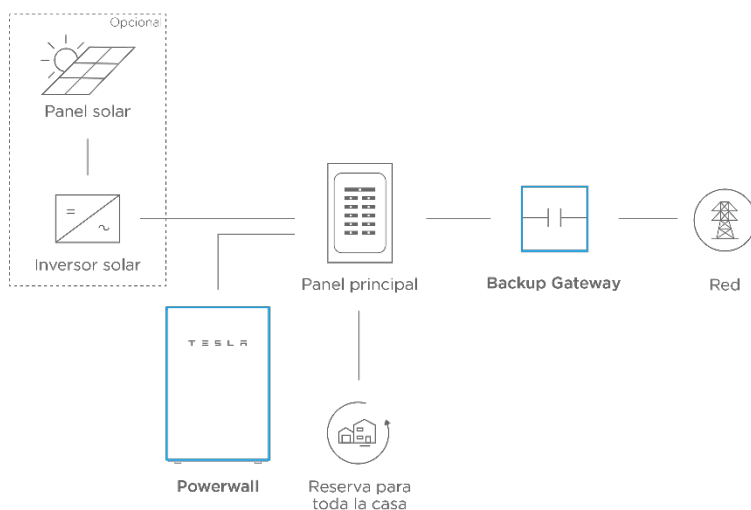 Opcional
Panel solar
Inversor solar
Panel principal
Backup Gateway
Red
TESLA
Powerwall
Reserva para
toda la casa